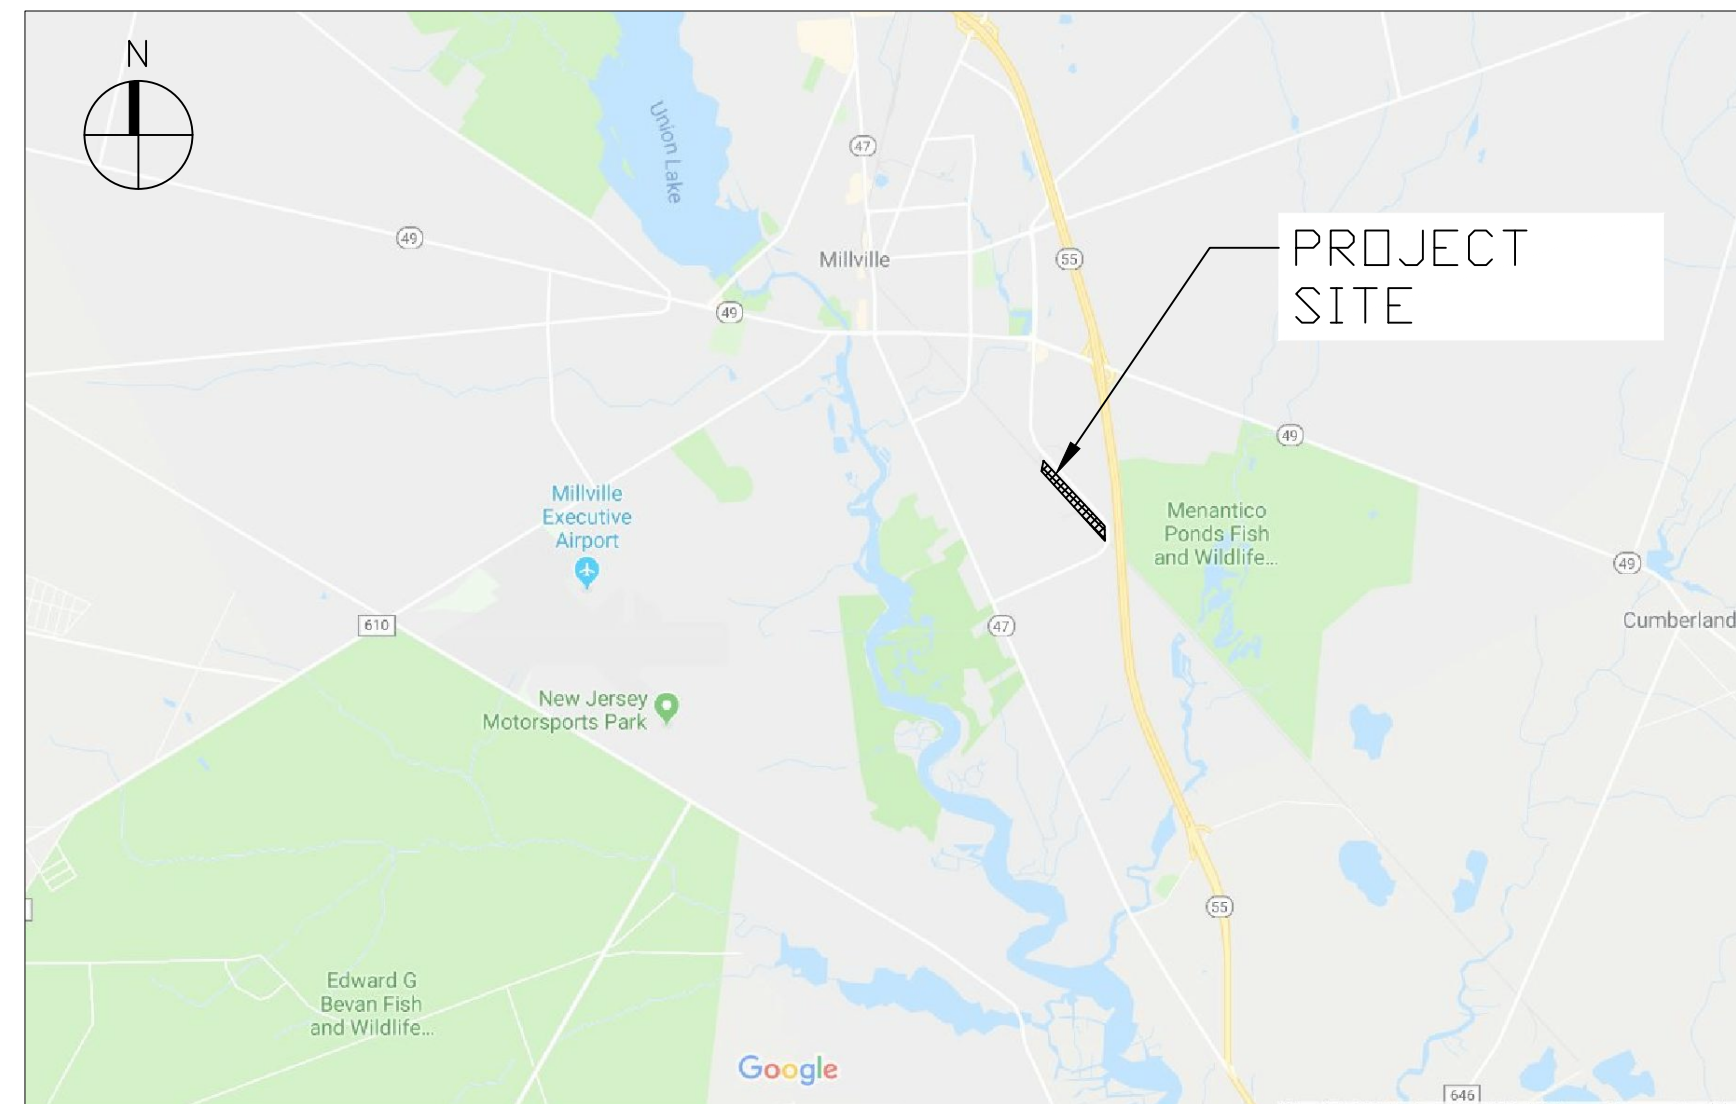 N
Union Lake
47
49
Millville
55
PROJECT
SITE
49
49
Millville
Executive
Airport
Menantico
Ponds Fish
and Wildlife...
49
610
47
Cumberland
New Jersey
Motorsports Park
55
Edward G
Bevan Fish
and Wildlife...
Google
646